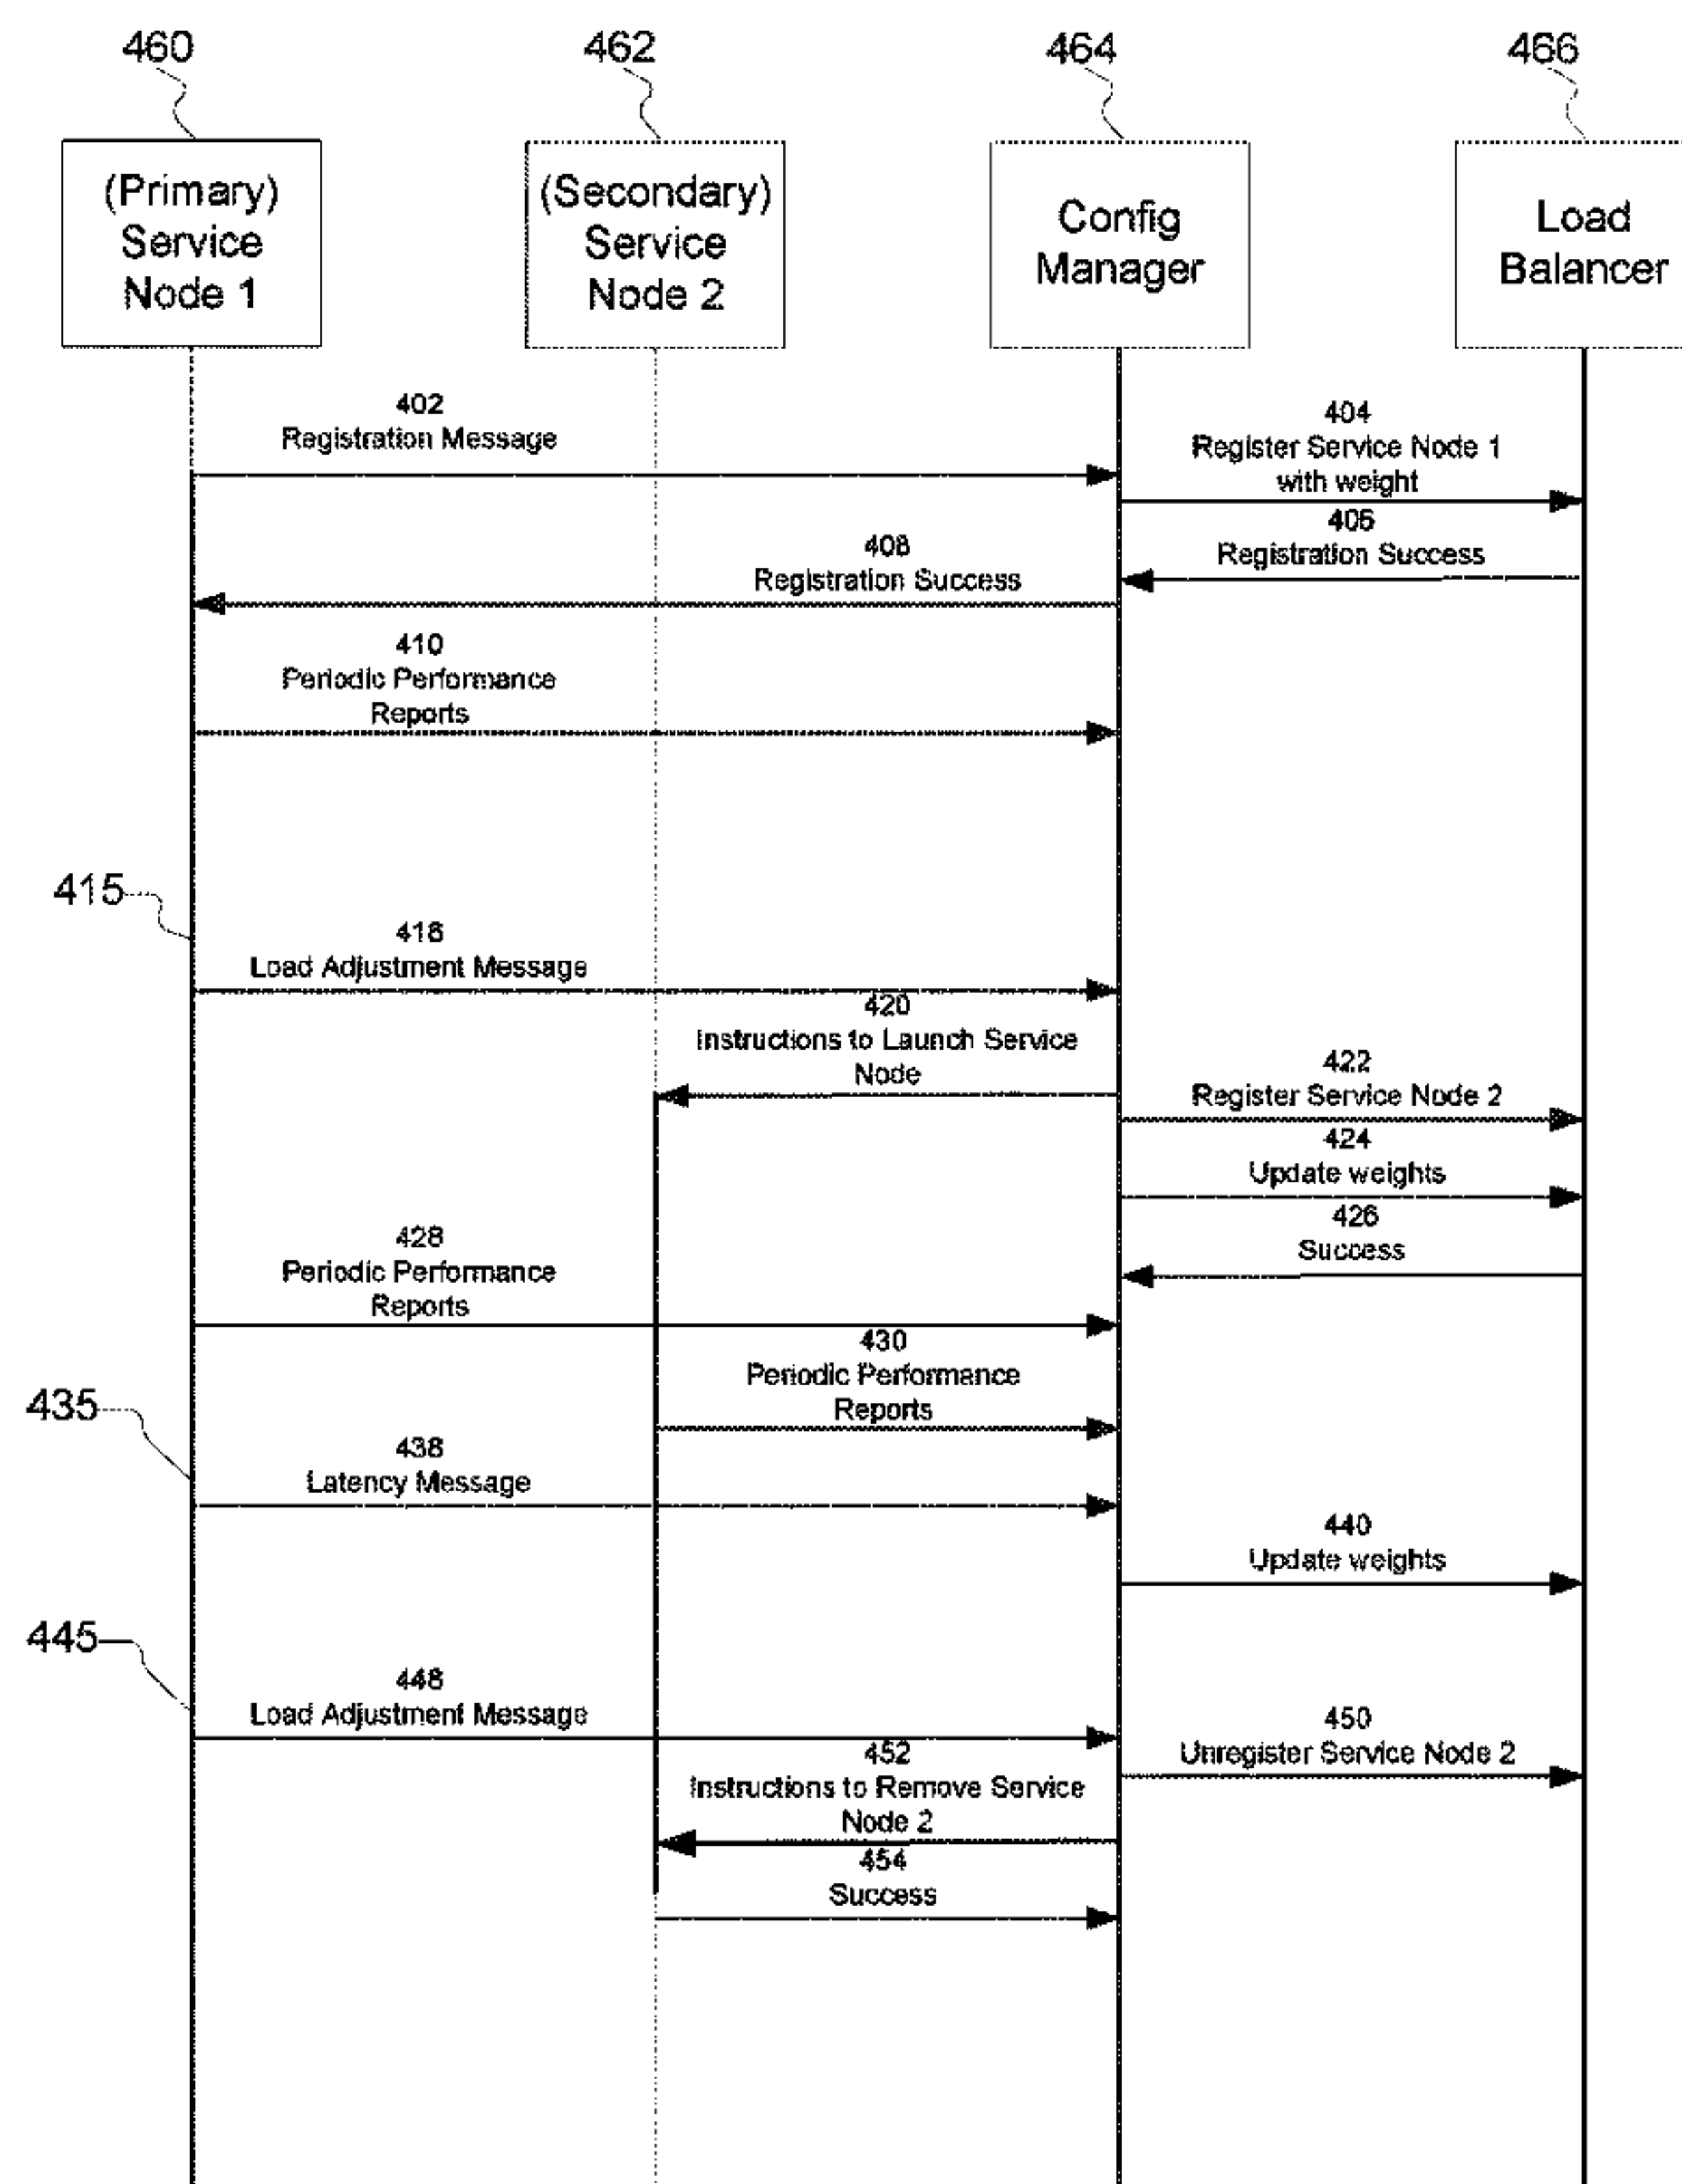 460
462
464
466
(Primary)
Service
Node 1
(Secondary)
Service
Node 2
Config
Manager
Load
Balancer
402
Registration Message
404
Register Service Node 1
with weight
406
Registration Success
408
Registration Success
410
Periodic Performance
Reports
415
418
Load Adjustment Message
420
Instructions to Launch Service
Node
422
Register Service Node 2
424
Update weights
426
Success
428
Periodic Performance
Reports
430
Periodic Performance
Reports
435
438
Latency Message
440
Update weights
445
448
Load Adjustment Message
450
Unregister Service Node 2
452
Instructions to Remove Service
Node 2
454
Success